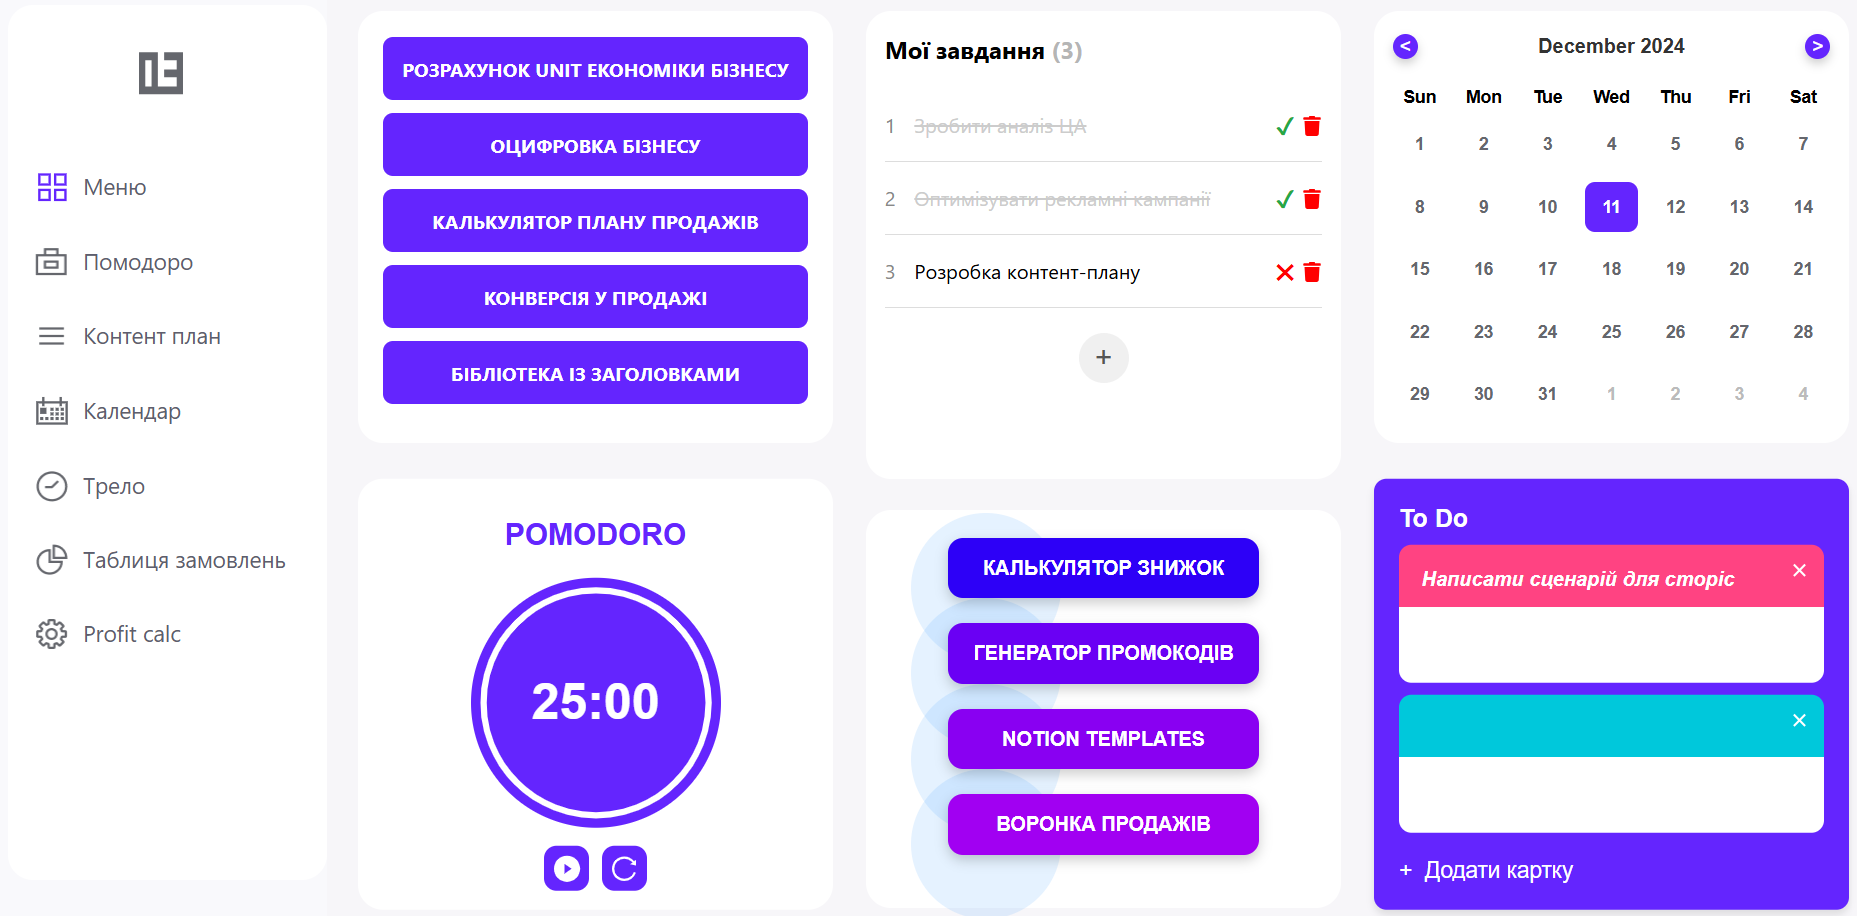 Меню
Помодоро
Контент план
Календар
Трело
Таблиця замовлень
Profit calc
РОЗРАХУНОК UNIT ЕКОНОМІКИ БІЗНЕСУ
ОЦИФРОВКА БІЗНЕСУ
КАЛЬКУЛЯТОР ПЛАНУ ПРОДАЖІВ
КОНВЕРСІЯ У ПРОДАЖІ
БІБЛІОТЕКА ІЗ ЗАГОЛОВКАМИ
Мої завдання (3)
1 Зробити аналіз ЦА
2 Оптимізувати рекламні кампанії
3 Розробка контент-плану
+
< December 2024 >
Sun Mon Tue Wed Thu Fri Sat
1 2 3 4 5 6 7
8 9 10 11 12 13 14
15 16 17 18 19 20 21
22 23 24 25 26 27 28
29 30 31 1 2 3 4
POMODORO
25:00
КАЛЬКУЛЯТОР ЗНИЖОК
ГЕНЕРАТОР ПРОМОКОДІВ
NOTION TEMPLATES
ВОРОНКА ПРОДАЖІВ
To Do
Написати сценарій для сторіс
+ Додати картку